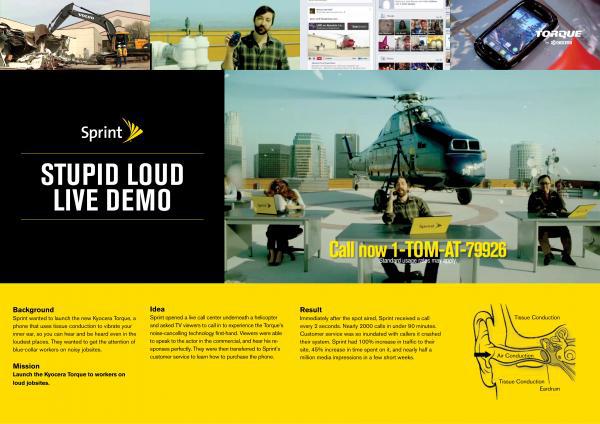 VOLVO
TORQUE
by KYOCERA
Sprint
STUPID LOUD
LIVE DEMO
Sprint
Call now 1-TOM-AT-79926
Standard usage rates may apply.
Background
Sprint wanted to launch the new Kyocera Torque, a
phone that uses tissue conduction to vibrate your
inner ear, so you can hear and be heard even in the
loudest places. They wanted to get the attention of
blue-collar workers on noisy jobsites.
Mission
Launch the Kyocera Torque to workers on
loud jobsites.
Idea
Sprint opened a live call center underneath a helicopter
and asked TV viewers to call in to experience the Torque's
noise-cancelling technology first-hand. Viewers were able
to speak to the actor in the commercial, and hear his re-
sponses perfectly. They were then transferred to Sprint's
customer service to learn how to purchase the phone.
Result
Immediately after the spot aired, Sprint received a call
every 2 seconds. Nearly 2000 calls in under 90 minutes.
Customer service was so inundated with callers it crashed
their system. Sprint had 100% increase in traffic to their
site, 45% increase in time spent on it, and nearly half a
million media impressions in a few short weeks.
Tissue Conduction
Air Conduction
Tissue Conduction
Eardrum